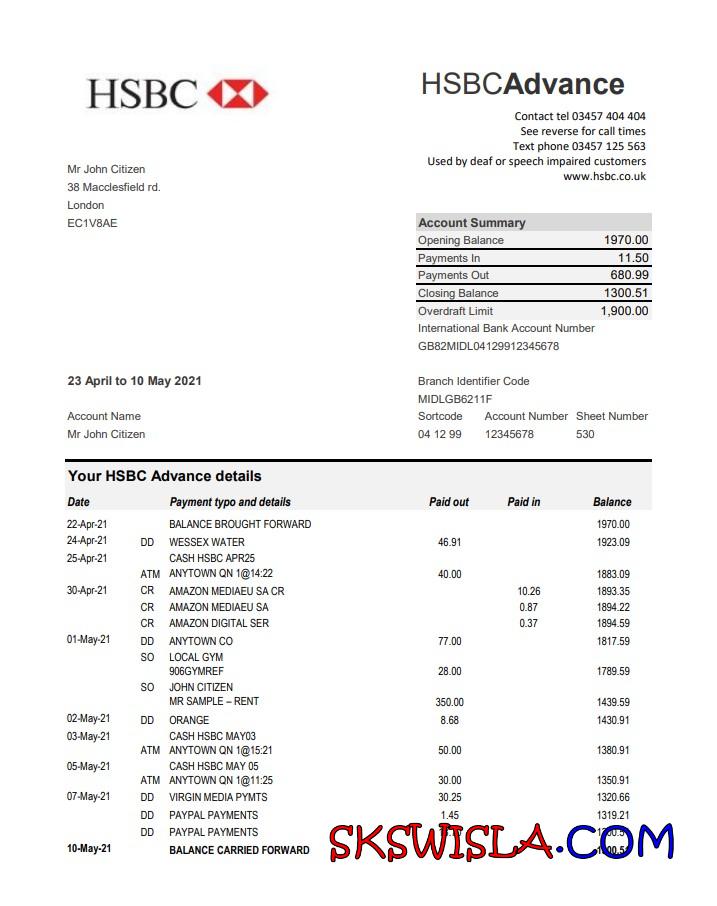 HSBC
HSBCAdvance
Contact tel 03457 404 404
See reverse for call times
Text phone 03457 125 563
Used by deaf or speech impaired customers
www.hsbc.co.uk
Mr John Citizen
38 Macclesfield rd.
London
EC1V8AE
Account Summary
Opening Balance 1970.00
Payments In 11.50
Payments Out 680.99
Closing Balance 1300.51
Overdraft Limit 1,900.00
International Bank Account Number
GB82MIDL04129912345678
23 April to 10 May 2021
Branch Identifier Code
MIDLGB6211F
Account Name Sortcode Account Number Sheet Number
Mr John Citizen 04 12 99 12345678 530
Your HSBC Advance details
Date Payment typo and details Paid out Paid in Balance
22-Apr-21 BALANCE BROUGHT FORWARD 1970.00
24-Apr-21 DD WESSEX WATER 46.91 1923.09
25-Apr-21 CASH HSBC APR25
ATM ANYTOWN QN 1@14:22 40.00 1883.09
30-Apr-21 CR AMAZON MEDIAEU SA CR 10.26 1893.35
CR AMAZON MEDIAEU SA 0.87 1894.22
CR AMAZON DIGITAL SER 0.37 1894.59
01-May-21 DD ANYTOWN CO 77.00 1817.59
SO LOCAL GYM
906GYMREF 28.00 1789.59
SO JOHN CITIZEN
MR SAMPLE – RENT 350.00 1439.59
02-May-21 DD ORANGE 8.68 1430.91
03-May-21 CASH HSBC MAY03
ATM ANYTOWN QN 1@15:21 50.00 1380.91
05-May-21 CASH HSBC MAY 05
ATM ANYTOWN QN 1@11:25 30.00 1350.91
07-May-21 DD VIRGIN MEDIA PYMTS 30.25 1320.66
DD PAYPAL PAYMENTS 1.45 1319.21
DD PAYPAL PAYMENTS
10-May-21 BALANCE CARRIED FORWARD
SKSWISLA.COM